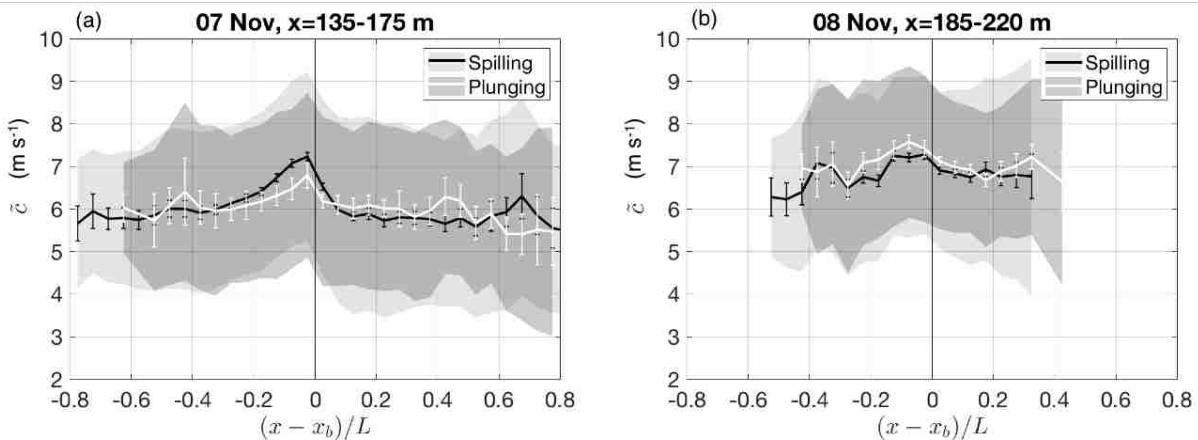 (a)
07 Nov, x=135-175 m
10
9
8
7
6
5
4
3
2
c̃ (m s⁻¹)
Spilling
Plunging
-0.8 -0.6 -0.4 -0.2 0 0.2 0.4 0.6 0.8
(x − x_b)/L
(b)
08 Nov, x=185-220 m
10
9
8
7
6
5
4
3
2
c̃ (m s⁻¹)
Spilling
Plunging
-0.8 -0.6 -0.4 -0.2 0 0.2 0.4 0.6 0.8
(x − x_b)/L